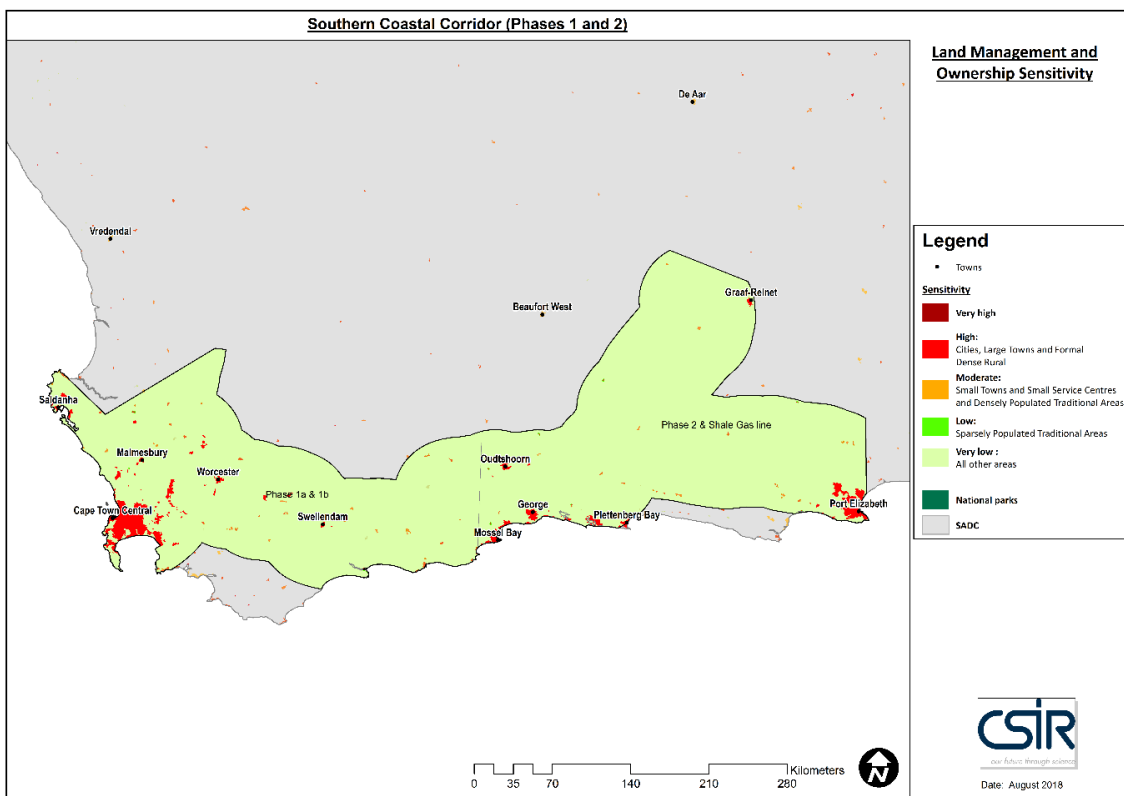 Southern Coastal Corridor (Phases 1 and 2)
Land Management and
Ownership Sensitivity
De Aar
Vredendal
Beaufort West
Graaf-Reinet
Saldanha
Malmesbury
Worcester
Oudtshoorn
Phase 2 & Shale Gas line
Phase 1a & 1b
Cape Town Central
Swellendam
George
Plettenberg Bay
Port Elizabeth
Mossel Bay
Legend
Towns
Sensitivity
Very high
High:
Cities, Large Towns and Formal
Dense Rural
Moderate:
Small Towns and Small Service Centres
and Densely Populated Traditional Areas
Low:
Sparsely Populated Traditional Areas
Very low :
All other areas
National parks
SADC
Kilometers
0 35 70 140 210 280
N
CSIR
our future through science
Date: August 2018